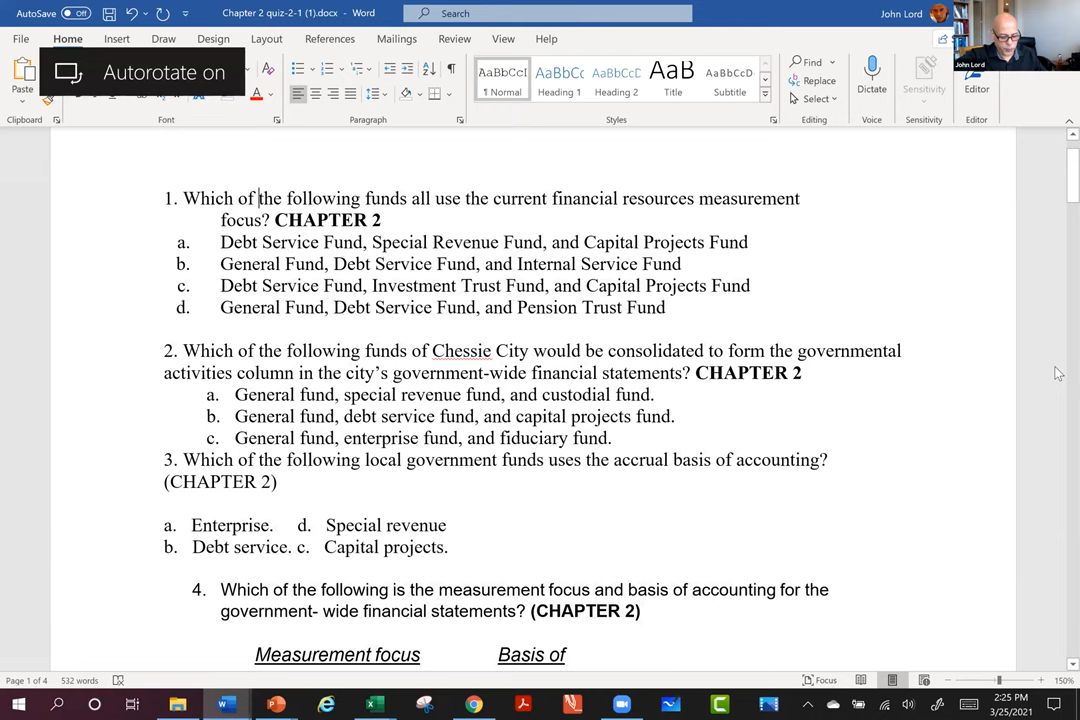 AutoSave Off Chapter 2 quiz-2-1 (1).docx - Word Search John Lord
File Home Insert Draw Design Layout References Mailings Review View Help
John Lord
Autorotate on
Paste
AaBbCcI AaBbCc AaBbCcD AaB AaBbCcD
¶ Normal Heading 1 Heading 2 Title Subtitle
Find
Replace
Select
Dictate Sensitivity Editor
Clipboard Font Paragraph Styles Editing Voice Sensitivity Editor
1. Which of the following funds all use the current financial resources measurement
focus? CHAPTER 2
a. Debt Service Fund, Special Revenue Fund, and Capital Projects Fund
b. General Fund, Debt Service Fund, and Internal Service Fund
c. Debt Service Fund, Investment Trust Fund, and Capital Projects Fund
d. General Fund, Debt Service Fund, and Pension Trust Fund
2. Which of the following funds of Chessie City would be consolidated to form the governmental
activities column in the city's government-wide financial statements? CHAPTER 2
a. General fund, special revenue fund, and custodial fund.
b. General fund, debt service fund, and capital projects fund.
c. General fund, enterprise fund, and fiduciary fund.
3. Which of the following local government funds uses the accrual basis of accounting?
(CHAPTER 2)
a. Enterprise. d. Special revenue
b. Debt service. c. Capital projects.
4. Which of the following is the measurement focus and basis of accounting for the
government- wide financial statements? (CHAPTER 2)
Measurement focus Basis of
Page 1 of 4 532 words Focus 150%
2:25 PM
3/25/2021